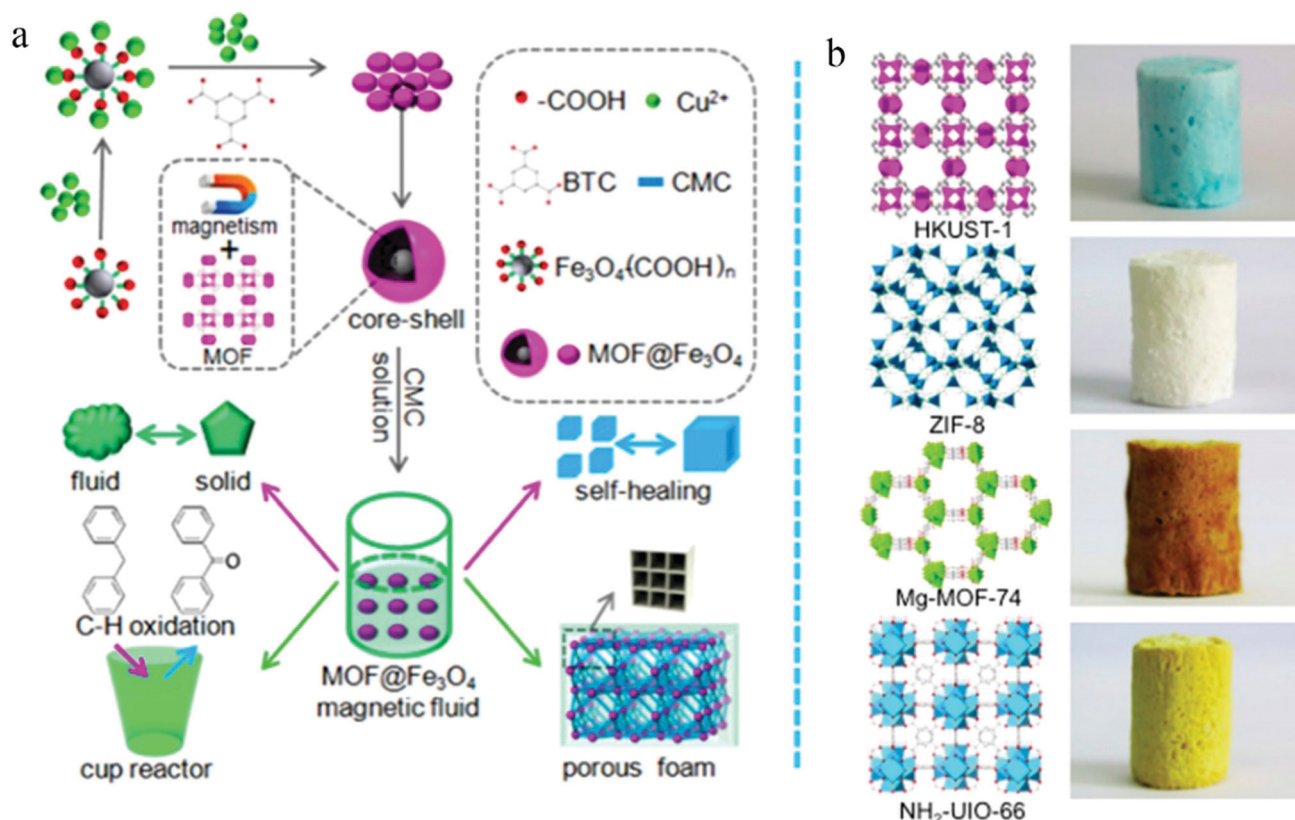 a
-COOH
Cu²⁺
BTC
CMC
Fe₃O₄(COOH)ₙ
MOF@Fe₃O₄
magnetism
+
MOF
core-shell
CMC
solution
fluid
solid
self-healing
O
C-H oxidation
cup reactor
MOF@Fe₃O₄
magnetic fluid
porous foam
b
HKUST-1
ZIF-8
Mg-MOF-74
NH₂-UIO-66